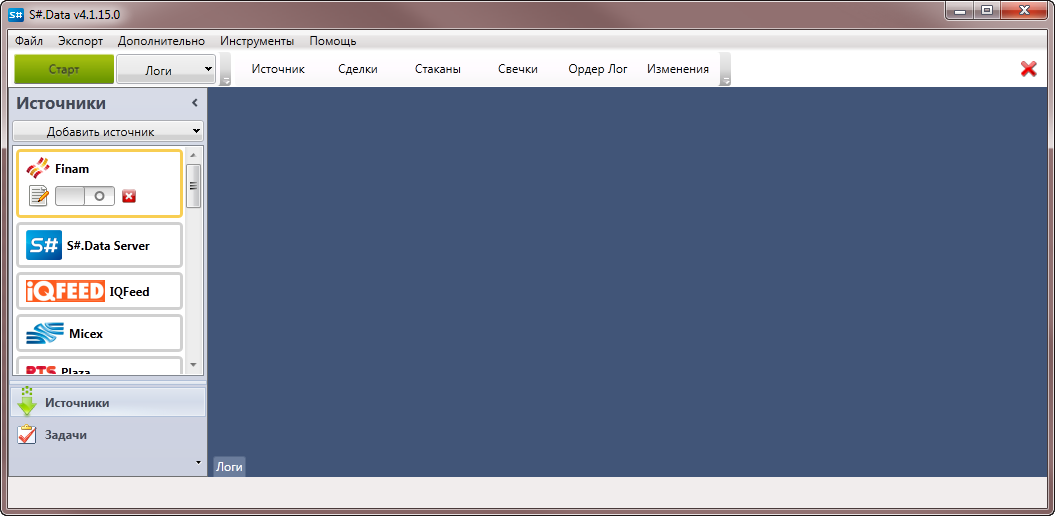 S# S#.Data v4.1.15.0
Файл Экспорт Дополнительно Инструменты Помощь
Старт Логи Источник Сделки Стаканы Свечки Ордер Лог Изменения
Источники
Добавить источник
Finam
S# S#.Data Server
iQFEED IQFeed
Micex
PTS Plaza
Источники
Задачи
Логи